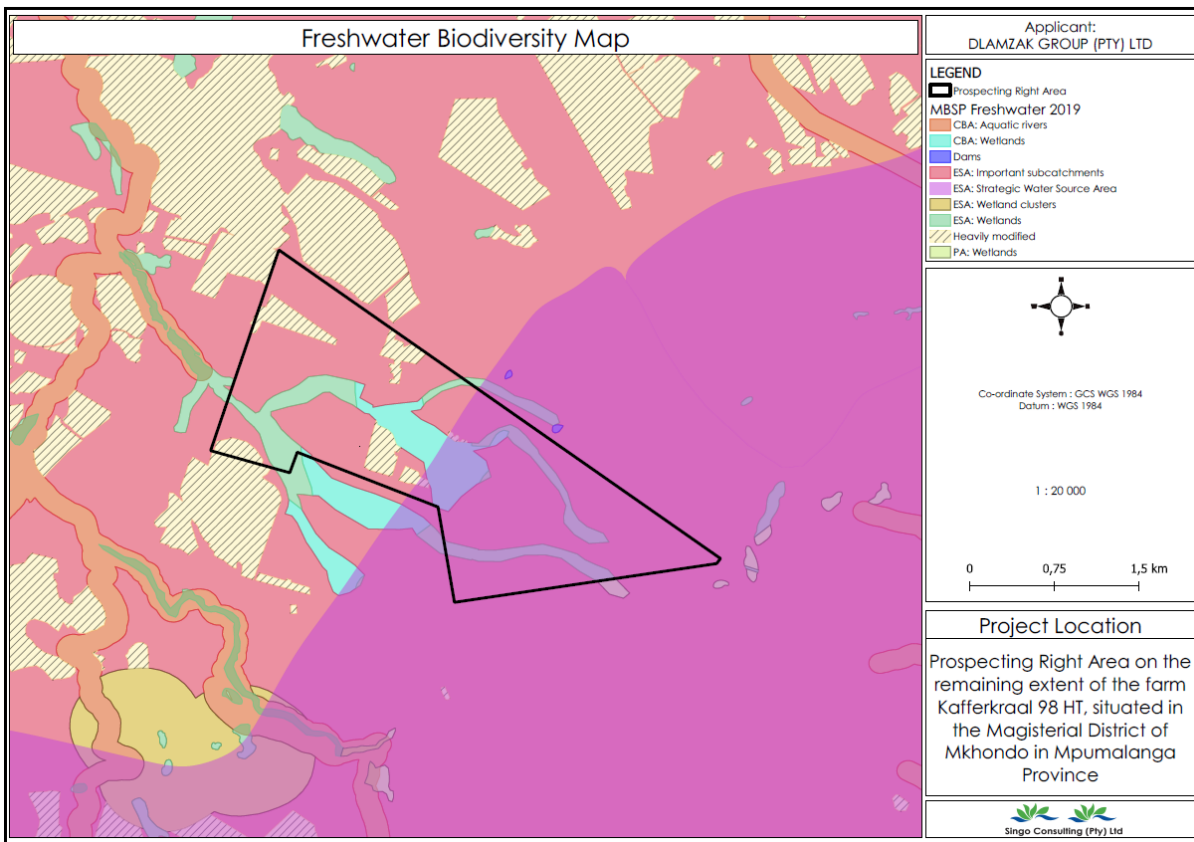 Freshwater Biodiversity Map
Applicant:
DLAMZAK GROUP (PTY) LTD
LEGEND
Prospecting Right Area
MBSP Freshwater 2019
CBA: Aquatic rivers
CBA: Wetlands
Dams
ESA: Important subcatchments
ESA: Strategic Water Source Area
ESA: Wetland clusters
ESA: Wetlands
Heavily modified
PA: Wetlands
Co-ordinate System : GCS WGS 1984
Datum : WGS 1984
1 : 20 000
0 0,75 1,5 km
Project Location
Prospecting Right Area on the
remaining extent of the farm
Kafferkraal 98 HT, situated in
the Magisterial District of
Mkhondo in Mpumalanga
Province
Singo Consulting (Pty) Ltd